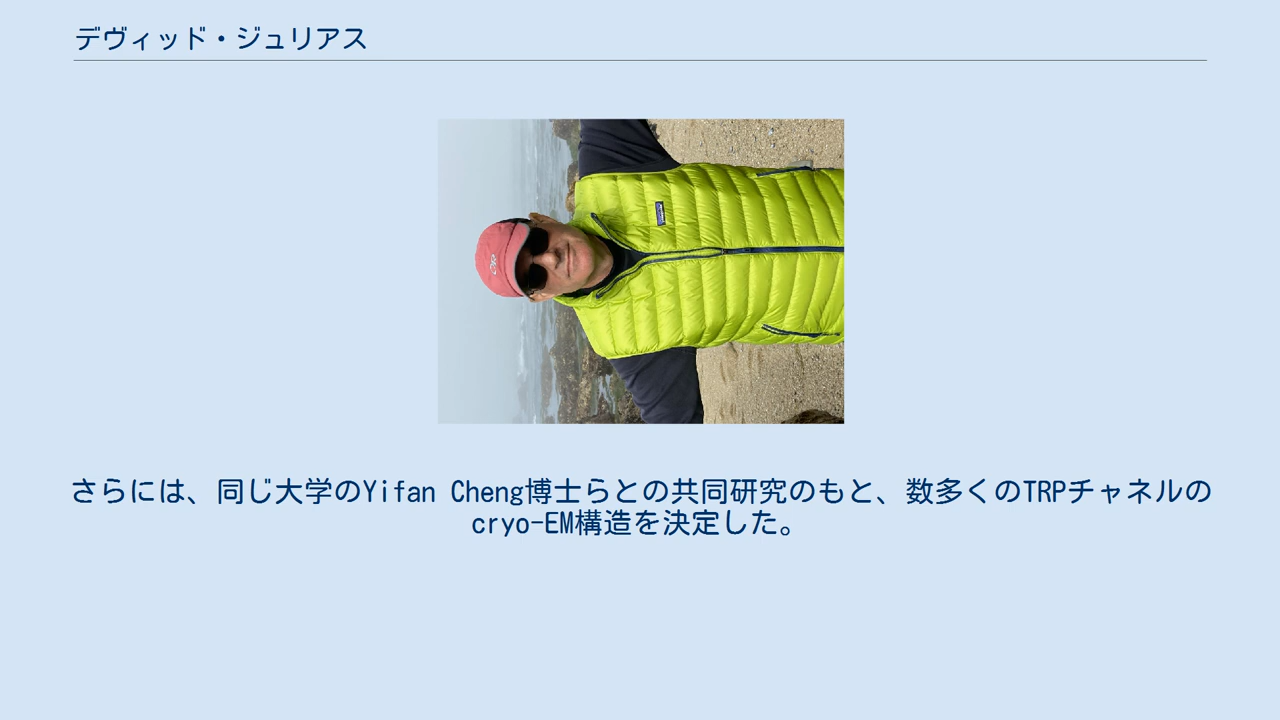 デヴィッド・ジュリアス
さらには、同じ大学のYifan Cheng博士らとの共同研究のもと、数多くのTRPチャネルの
cryo-EM構造を決定した。